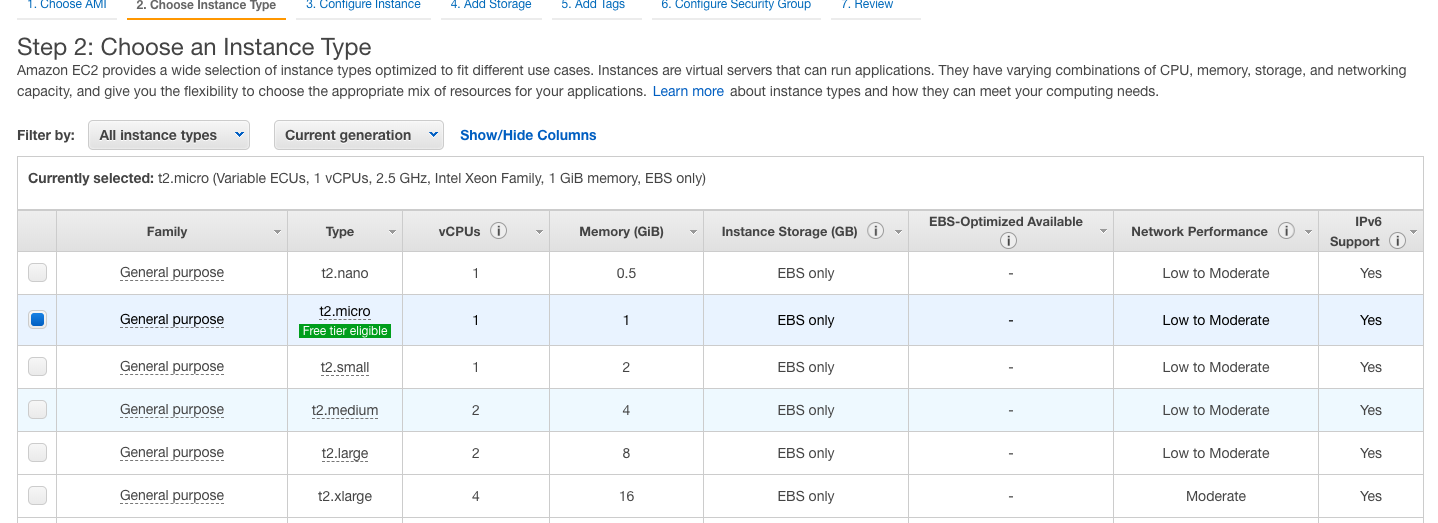 1. Choose AMI 2. Choose Instance Type 3. Configure Instance 4. Add Storage 5. Add Tags 6. Configure Security Group 7. Review
Step 2: Choose an Instance Type
Amazon EC2 provides a wide selection of instance types optimized to fit different use cases. Instances are virtual servers that can run applications. They have varying combinations of CPU, memory, storage, and networking
capacity, and give you the flexibility to choose the appropriate mix of resources for your applications. Learn more about instance types and how they can meet your computing needs.
Filter by: All instance types Current generation Show/Hide Columns
Currently selected: t2.micro (Variable ECUs, 1 vCPUs, 2.5 GHz, Intel Xeon Family, 1 GiB memory, EBS only)
Family Type vCPUs i Memory (GiB) Instance Storage (GB) i EBS-Optimized Available i Network Performance i IPv6 Support i
General purpose t2.nano 1 0.5 EBS only - Low to Moderate Yes
General purpose t2.micro Free tier eligible 1 1 EBS only - Low to Moderate Yes
General purpose t2.small 1 2 EBS only - Low to Moderate Yes
General purpose t2.medium 2 4 EBS only - Low to Moderate Yes
General purpose t2.large 2 8 EBS only - Low to Moderate Yes
General purpose t2.xlarge 4 16 EBS only - Moderate Yes